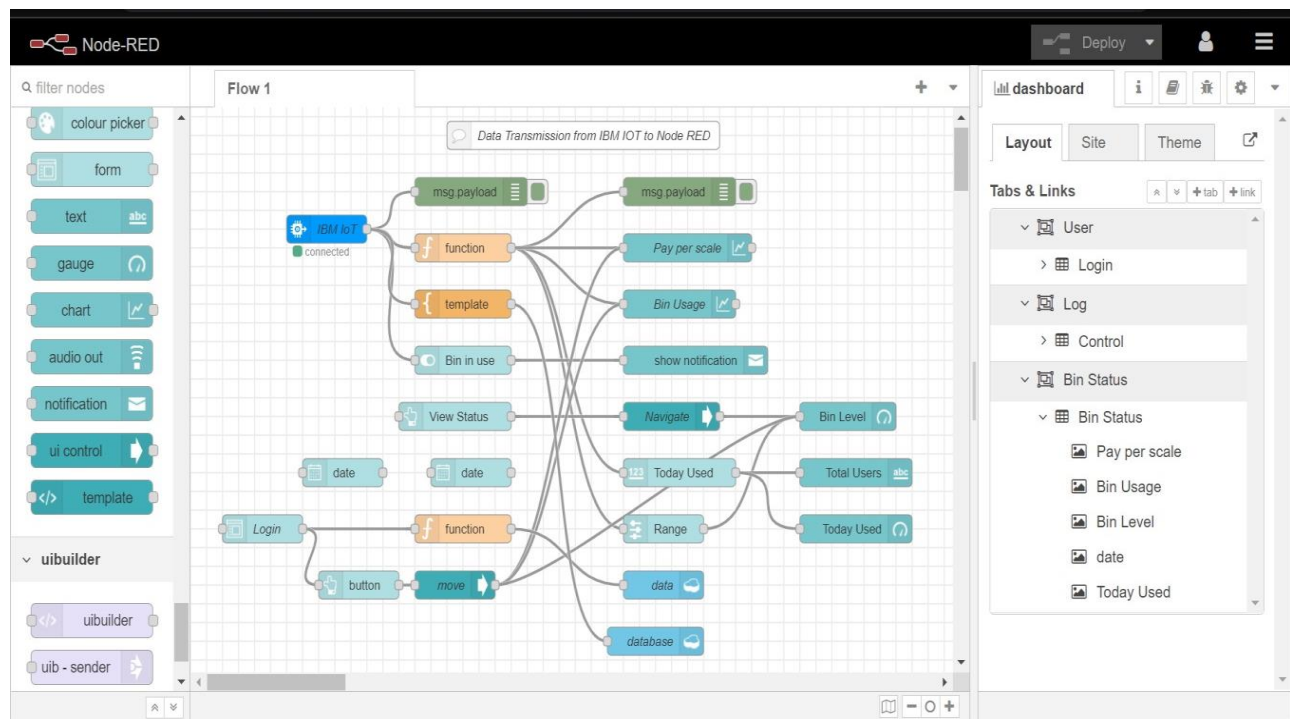 Node-RED
Deploy
filter nodes
colour picker
form
text
abc
gauge
chart
audio out
notification
ui control
template
uibuilder
uibuilder
uib - sender
Flow 1
Data Transmission from IBM IOT to Node RED
msg.payload
msg.payload
IBM IoT
connected
function
Pay per scale
template
Bin Usage
Bin in use
show notification
View Status
Navigate
Bin Level
date
date
123
Today Used
Total Users
abc
Login
function
Range
Today Used
button
move
data
database
dashboard
i
Layout
Site
Theme
Tabs & Links
+ tab
+ link
User
Login
Log
Control
Bin Status
Bin Status
Pay per scale
Bin Usage
Bin Level
date
Today Used